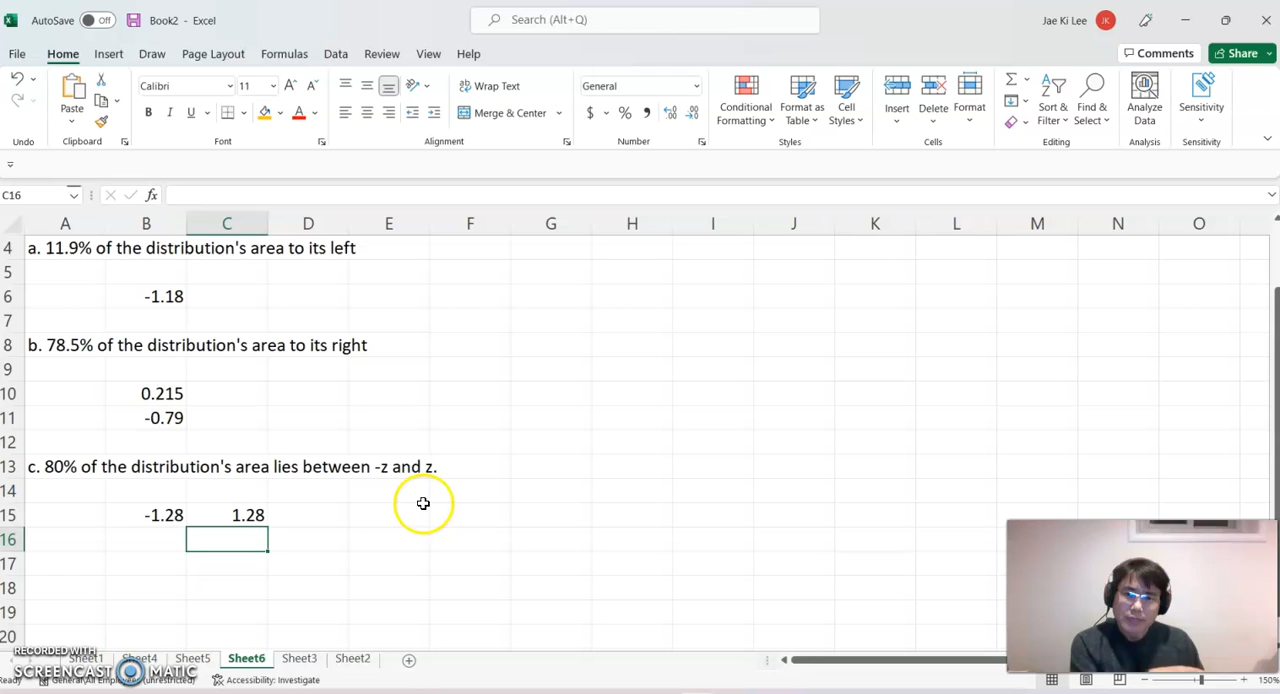 AutoSave Off Book2 - Excel Search (Alt+Q) Jae Ki Lee JK
File Home Insert Draw Page Layout Formulas Data Review View Help Comments Share
Paste Calibri 11 A A B I U A Wrap Text Merge & Center General $ % , Conditional Formatting Format as Table Cell Styles Insert Delete Format Sort & Filter Find & Select Analyze Data Sensitivity
Undo Clipboard Font Alignment Number Styles Cells Editing Analysis Sensitivity
C16 fx
A B C D E F G H I J K L M N O
4 a. 11.9% of the distribution's area to its left
5
6 -1.18
7
8 b. 78.5% of the distribution's area to its right
9
10 0.215
11 -0.79
12
13 c. 80% of the distribution's area lies between -z and z.
14
15 -1.28 1.28
16
17
18
19
20
RECORDED WITH
Sheet1 Sheet4 Sheet5 Sheet6 Sheet3 Sheet2
SCREENCAST MATIC
Ready General\All Employees (unrestricted) Accessibility: Investigate 150%